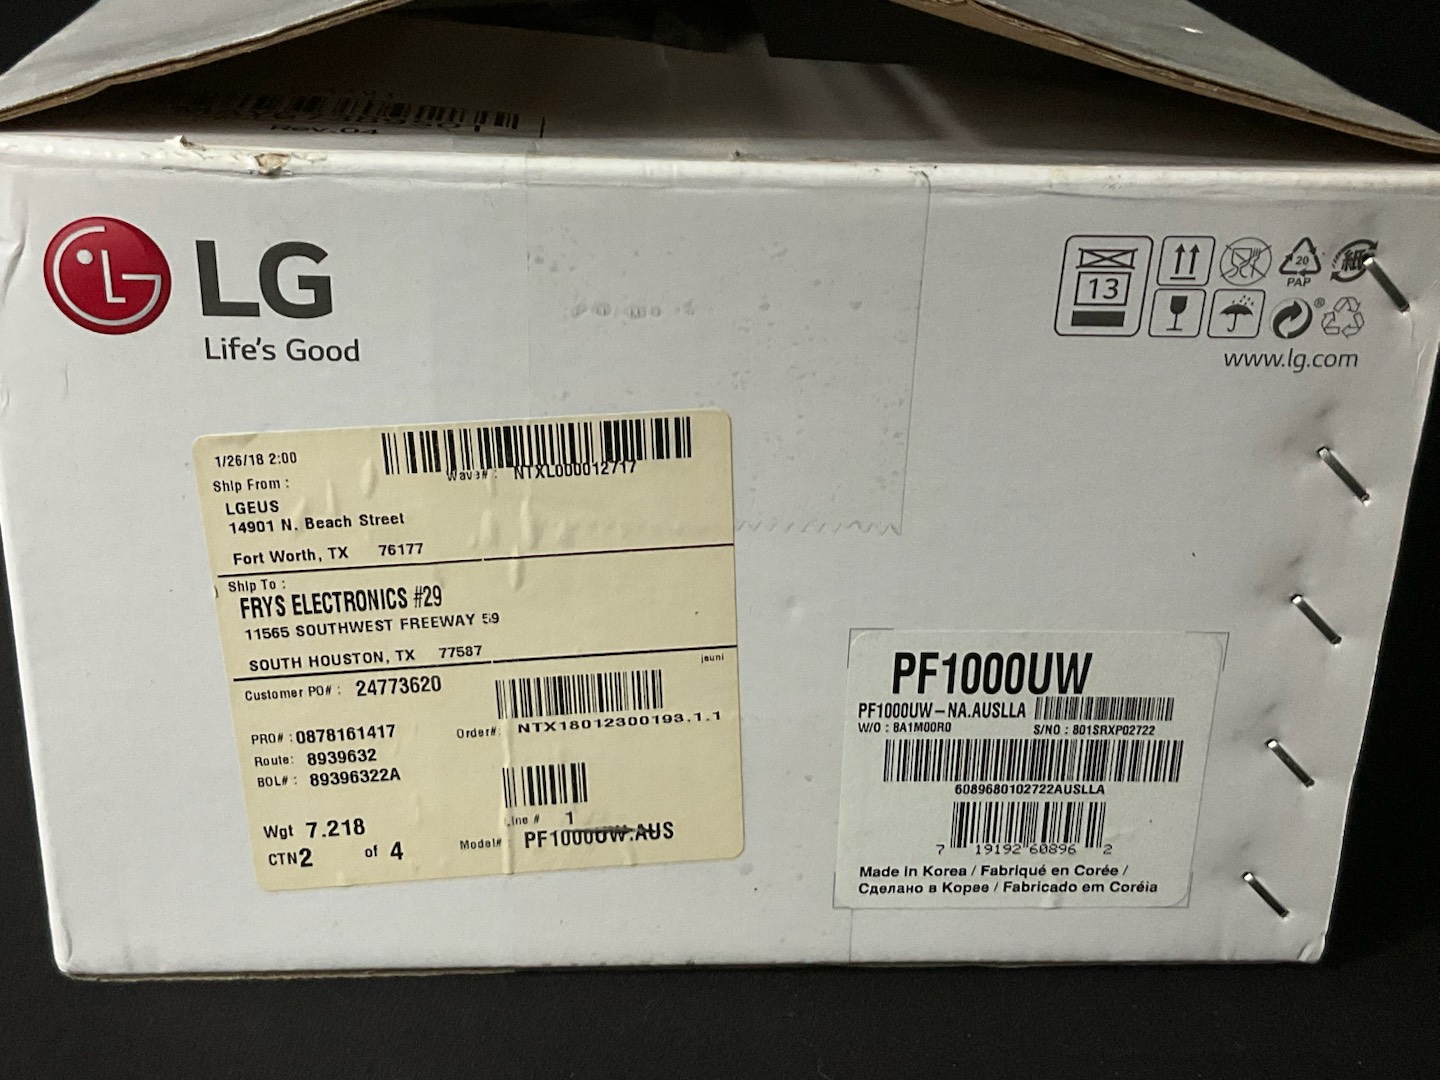 Rev.04
LG
Life's Good
13
20
PAP
紙
®
www.lg.com
1/26/18 2:00
Wave# : NTXL000012717
Ship From :
LGEUS
14901 N. Beach Street
Fort Worth, TX 76177
Ship To :
FRYS ELECTRONICS #29
11565 SOUTHWEST FREEWAY 59
SOUTH HOUSTON, TX 77587
jeuni
Customer PO# : 24773620
Order#: NTX18012300193.1.1
PRO# : 0878161417
Route: 8939632
BOL# : 89396322A
Line # 1
Wgt 7.218
Model# PF1000UW.AUS
CTN 2 of 4
PF1000UW
PF1000UW-NA.AUSLLA
W/O : 8A1M00R0 S/NO : 801SRXP02722
6089680102722AUSLLA
7 19192 60896 2
Made in Korea / Fabriqué en Corée /
Сделано в Корее / Fabricado em Coréia